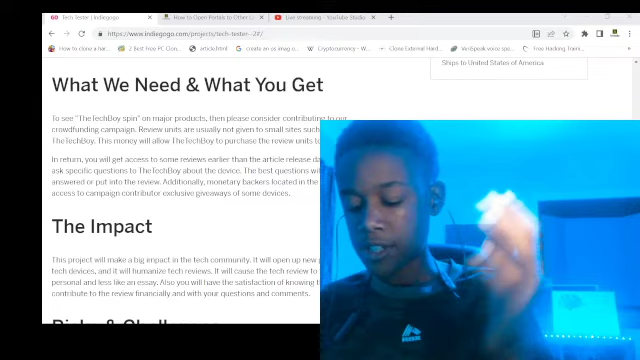 Tech Tester | Indiegogo
How to Open Portals to Other
Live streaming - YouTube Studio
https://www.indiegogo.com/projects/tech-tester--2#/
How to clone a har
2 Best Free PC Clon
article.html
create an os imag
Cryptocurrency - W
Clone External Hard
VanSpeak voice spe
Free Hacking Train
Ships to United States of America
What We Need & What You Get
To see "TheTechBoy spin" on major products, then please consider contributing to our
crowdfunding campaign. Review units are usually not given to small sites such
TheTechBoy. This money will allow TheTechBoy to purchase the review units to
In return, you will get access to some reviews earlier than the article release da
ask specific questions to TheTechBoy about the device. The best questions wi
answered or put into the review. Additionally, monetary backers located in the
access to campaign contributor exclusive giveaways of some devices.
The Impact
This project will make a big impact in the tech community. It will open up new p
tech devices, and it will humanize tech reviews. It will cause the tech review to
personal and less like an essay. Also you will have the satisfaction of knowing t
contribute to the review financially and with your questions and comments.